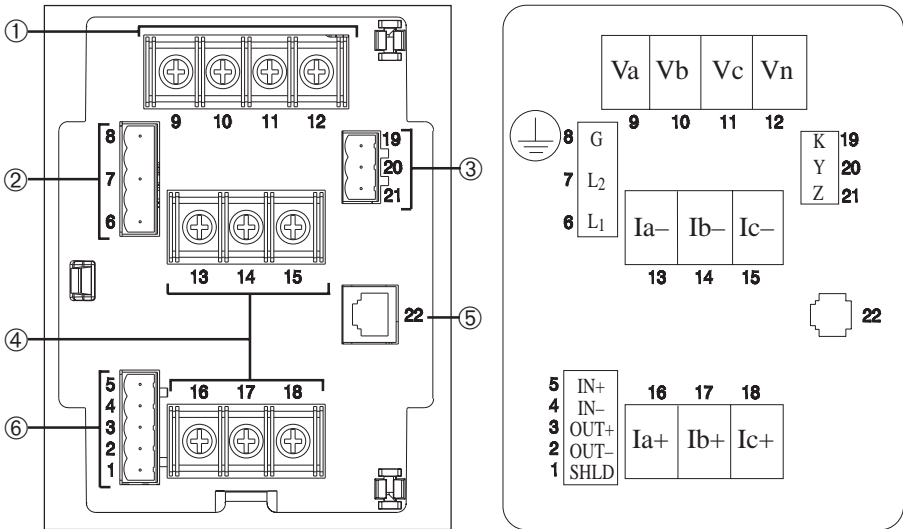 ①
9 10 11 12
②
8
7
6
19
20
21
③
13 14 15
④
22
⑤
16 17 18
⑥
5
4
3
2
1
Va Vb Vc Vn
9 10 11 12
8 G
7 L2
6 L1
K 19
Y 20
Z 21
Ia– Ib– Ic–
13 14 15
22
16 17 18
5 IN+
4 IN–
3 OUT+
2 OUT–
1 SHLD
Ia+ Ib+ Ic+